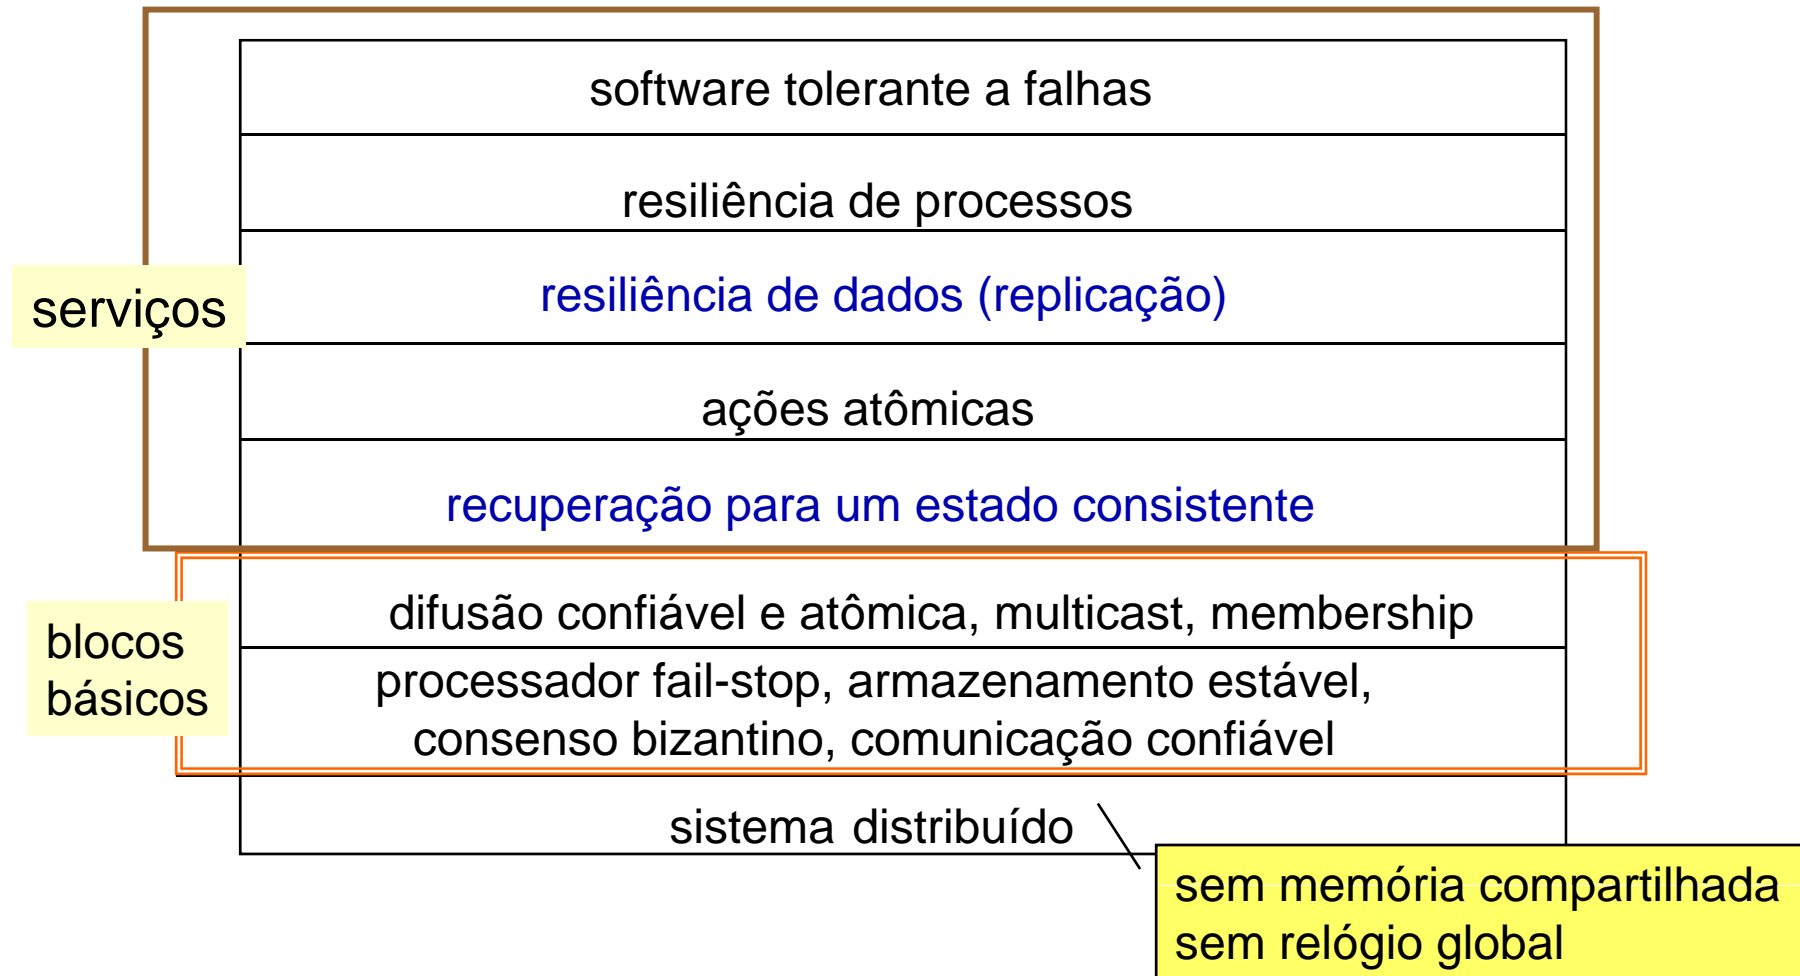 software tolerante a falhas
resiliência de processos
serviços
resiliência de dados (replicação)
ações atômicas
recuperação para um estado consistente
blocos
básicos
difusão confiável e atômica, multicast, membership
processador fail-stop, armazenamento estável,
consenso bizantino, comunicação confiável
sistema distribuído
sem memória compartilhada
sem relógio global